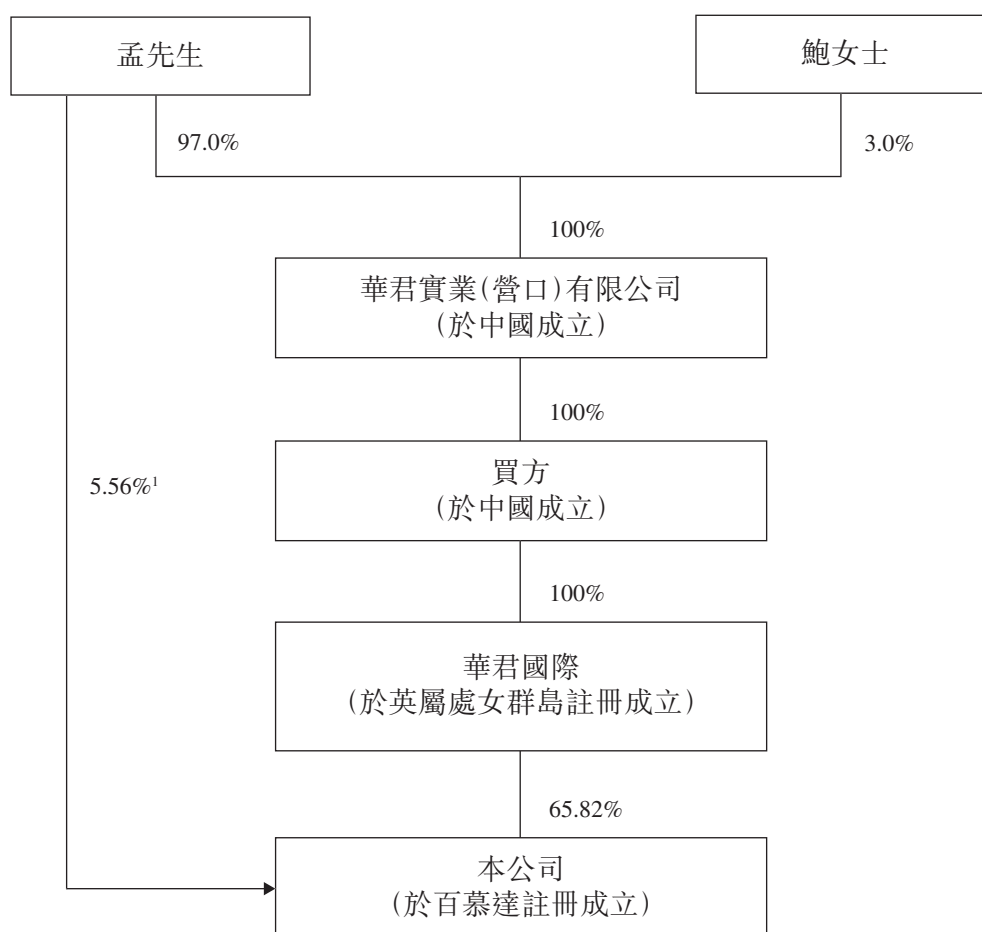 孟先生
鮑女士
97.0%
3.0%
100%
華君實業(營口)有限公司
(於中國成立)
100%
買方
(於中國成立)
5.56%1
100%
華君國際
(於英屬處女群島註冊成立)
65.82%
本公司
(於百慕達註冊成立)